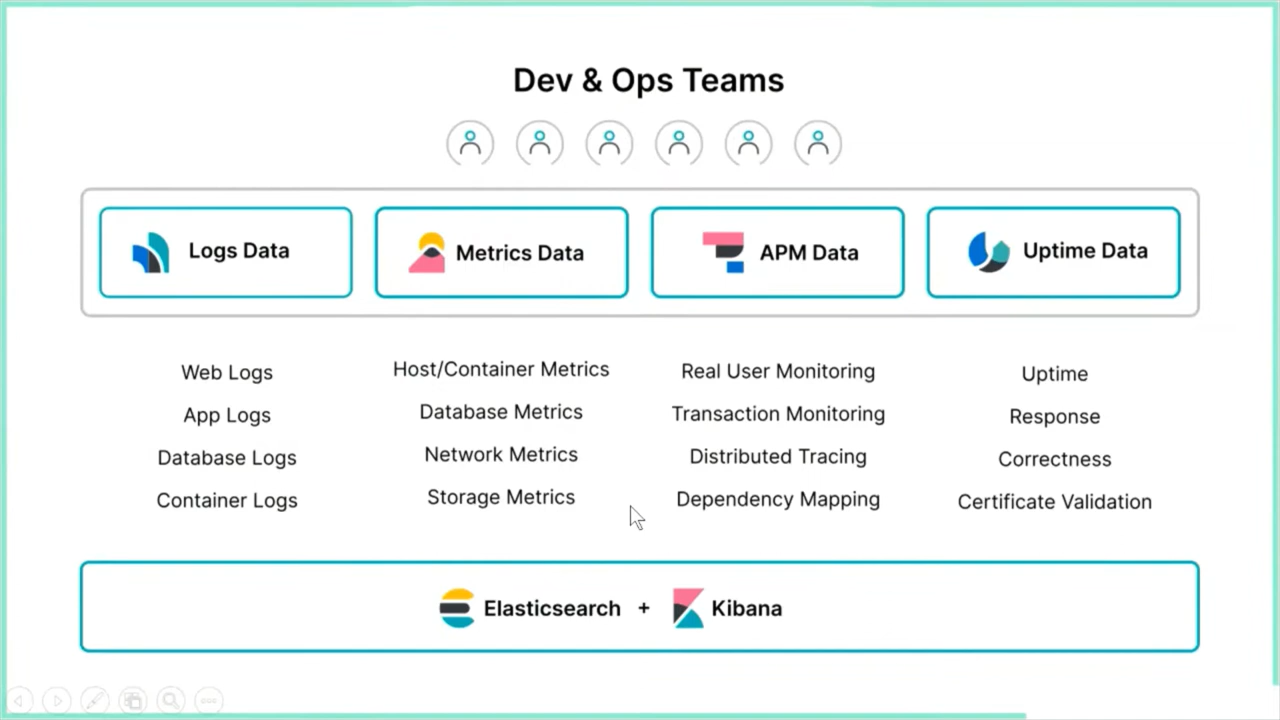 Dev & Ops Teams
Logs Data
Metrics Data
APM Data
Uptime Data
Web Logs
App Logs
Database Logs
Container Logs
Host/Container Metrics
Database Metrics
Network Metrics
Storage Metrics
Real User Monitoring
Transaction Monitoring
Distributed Tracing
Dependency Mapping
Uptime
Response
Correctness
Certificate Validation
Elasticsearch + Kibana